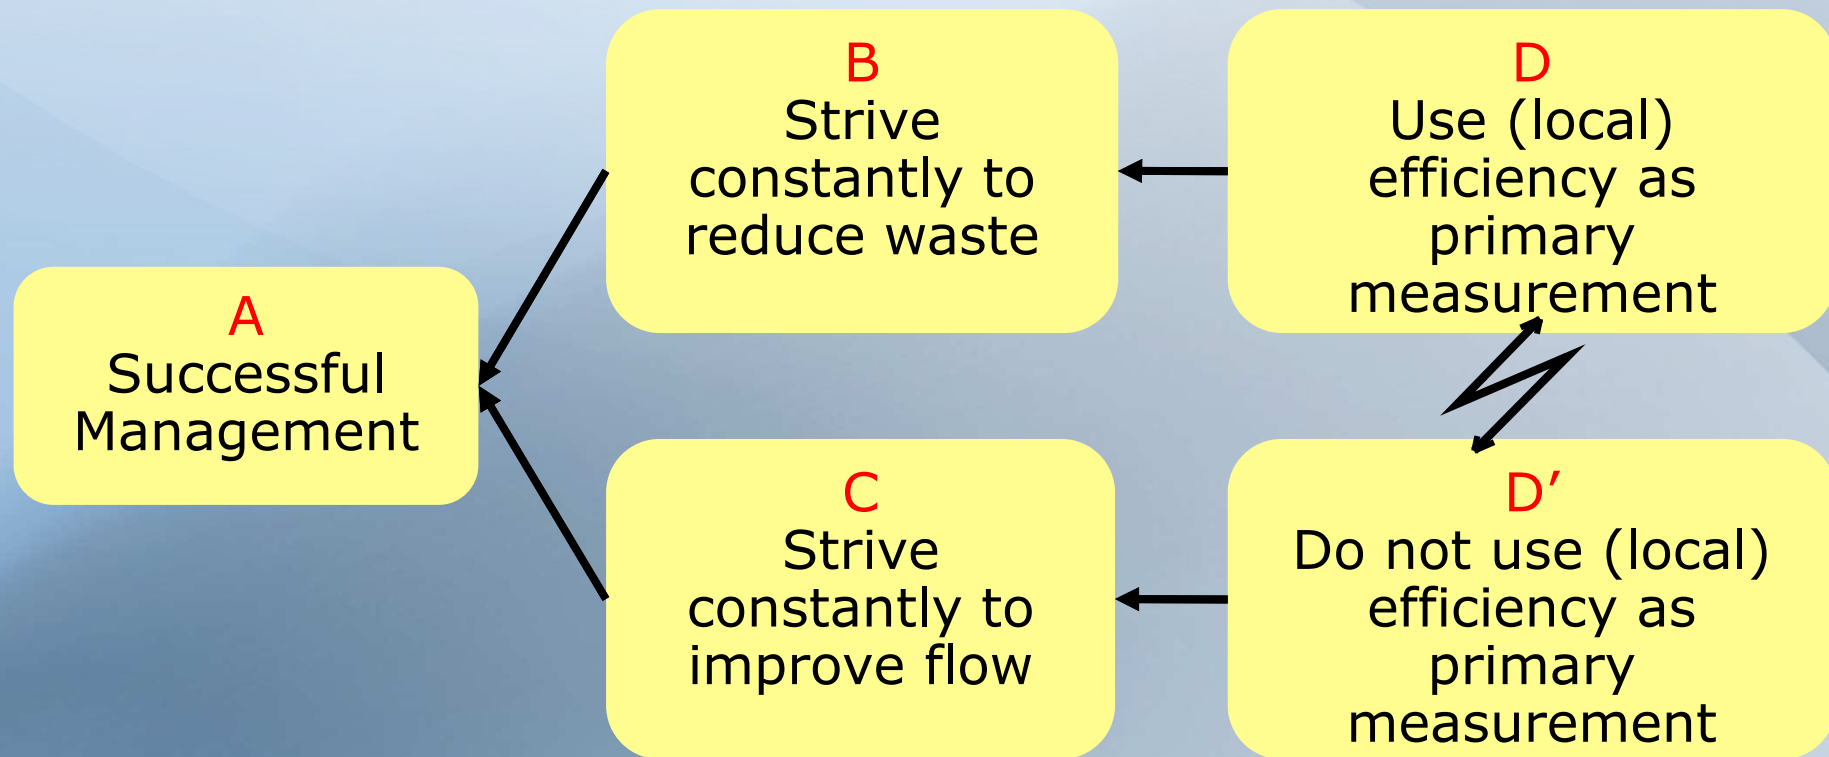 A
Successful
Management
B
Strive
constantly to
reduce waste
C
Strive
constantly to
improve flow
D
Use (local)
efficiency as
primary
measurement
D′
Do not use (local)
efficiency as
primary
measurement